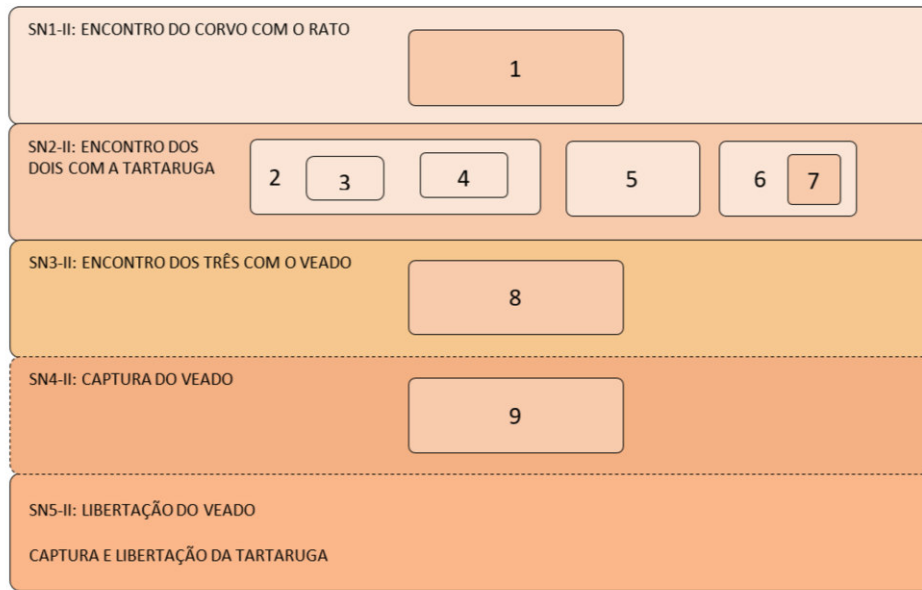 SN1-II: ENCONTRO DO CORVO COM O RATO
1
SN2-II: ENCONTRO DOS
DOIS COM A TARTARUGA
2 3 4 5 6 7
SN3-II: ENCONTRO DOS TRÊS COM O VEADO
8
SN4-II: CAPTURA DO VEADO
9
SN5-II: LIBERTAÇÃO DO VEADO
CAPTURA E LIBERTAÇÃO DA TARTARUGA